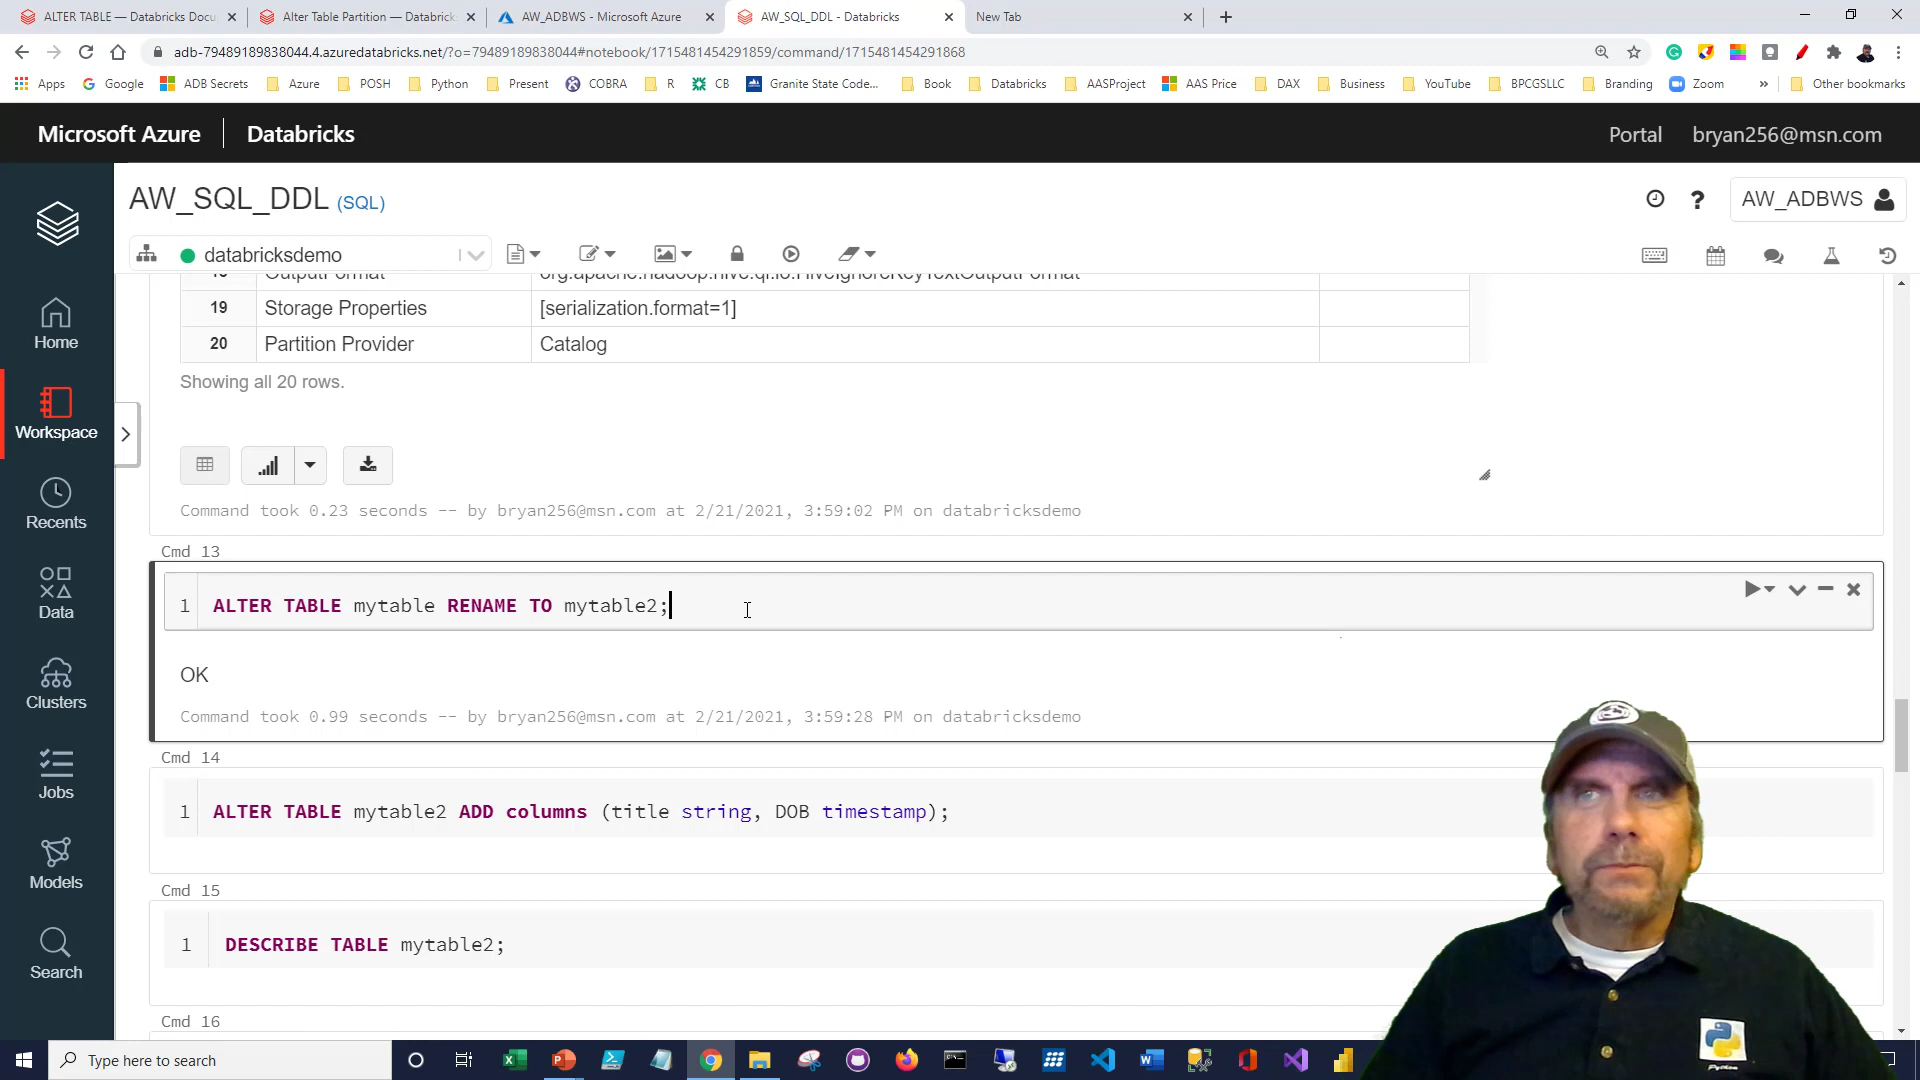 ALTER TABLE — Databricks Docu
Alter Table Partition — Databricks
AW_ADBWS - Microsoft Azure
AW_SQL_DDL - Databricks
New Tab
adb-79489189838044.4.azuredatabricks.net/?o=79489189838044#notebook/1715481454291859/command/1715481454291868
Apps Google ADB Secrets Azure POSH Python Present COBRA R CB Granite State Code... Book Databricks AASProject AAS Price DAX Business YouTube BPCGSLLC Branding Zoom » Other bookmarks
Microsoft Azure Databricks Portal bryan256@msn.com
AW_SQL_DDL (SQL) AW_ADBWS
databricksdemo
19 Storage Properties [serialization.format=1]
20 Partition Provider Catalog
Showing all 20 rows.
Command took 0.23 seconds -- by bryan256@msn.com at 2/21/2021, 3:59:02 PM on databricksdemo
Cmd 13
1 ALTER TABLE mytable RENAME TO mytable2;
OK
Command took 0.99 seconds -- by bryan256@msn.com at 2/21/2021, 3:59:28 PM on databricksdemo
Cmd 14
1 ALTER TABLE mytable2 ADD columns (title string, DOB timestamp);
Cmd 15
1 DESCRIBE TABLE mytable2;
Cmd 16
Home
Workspace
Recents
Data
Clusters
Jobs
Models
Search
Type here to search
python